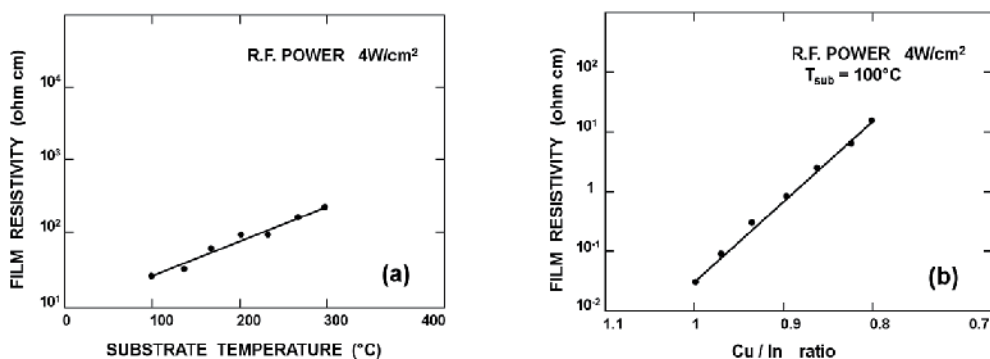 R.F. POWER 4W/cm²
FILM RESISTIVITY (ohm cm)
10⁴
10³
10²
10¹
(a)
0 100 200 300 400
SUBSTRATE TEMPERATURE (°C)
R.F. POWER 4W/cm²
T_sub = 100°C
FILM RESISTIVITY (ohm cm)
10²
10¹
1
10⁻¹
10⁻²
(b)
1.1 1 0.9 0.8 0.7
Cu / In ratio